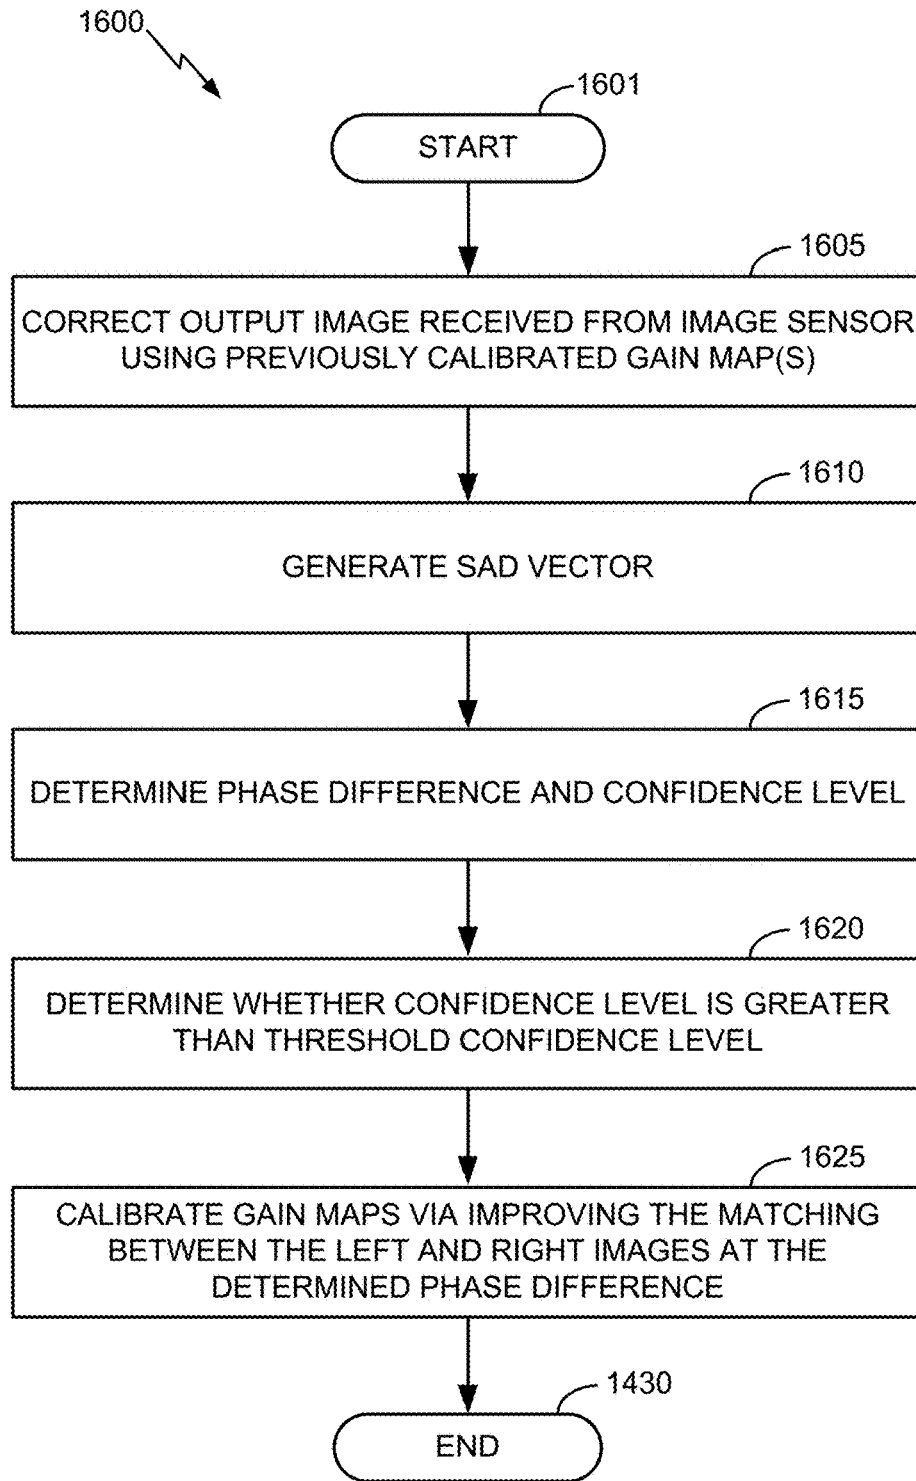 1600
1601
START
1605
CORRECT OUTPUT IMAGE RECEIVED FROM IMAGE SENSOR
USING PREVIOUSLY CALIBRATED GAIN MAP(S)
1610
GENERATE SAD VECTOR
1615
DETERMINE PHASE DIFFERENCE AND CONFIDENCE LEVEL
1620
DETERMINE WHETHER CONFIDENCE LEVEL IS GREATER
THAN THRESHOLD CONFIDENCE LEVEL
1625
CALIBRATE GAIN MAPS VIA IMPROVING THE MATCHING
BETWEEN THE LEFT AND RIGHT IMAGES AT THE
DETERMINED PHASE DIFFERENCE
1430
END